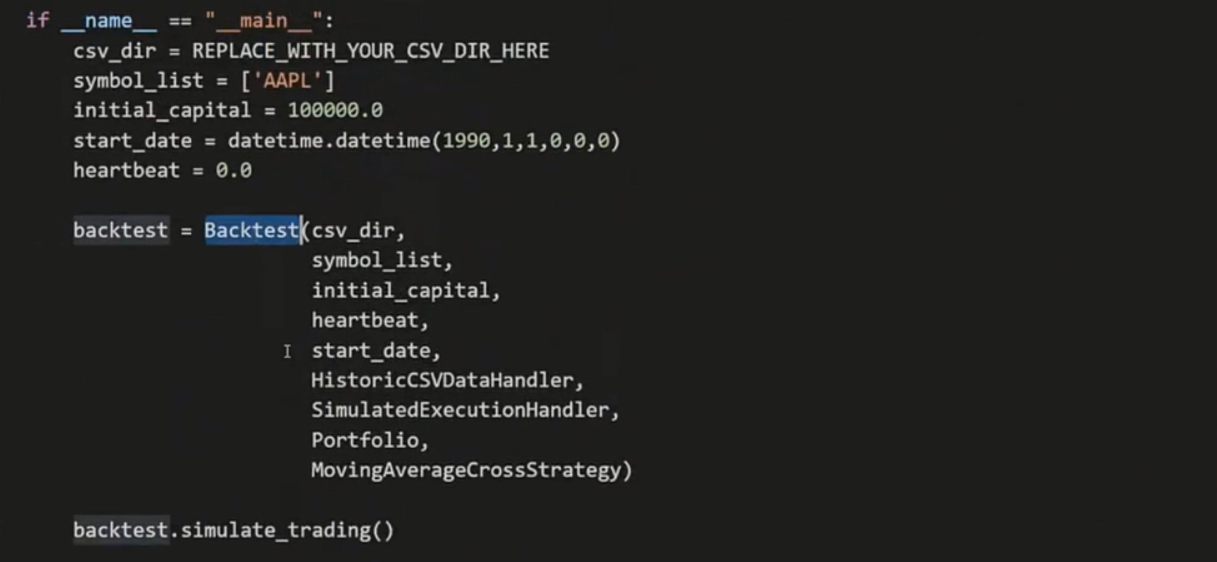 if __name__ == "__main__":
    csv_dir = REPLACE_WITH_YOUR_CSV_DIR_HERE
    symbol_list = ['AAPL']
    initial_capital = 100000.0
    start_date = datetime.datetime(1990,1,1,0,0,0)
    heartbeat = 0.0
    backtest = Backtest(csv_dir,
                        symbol_list,
                        initial_capital,
                        heartbeat,
                        start_date,
                        HistoricCSVDataHandler,
                        SimulatedExecutionHandler,
                        Portfolio,
                        MovingAverageCrossStrategy)
    backtest.simulate_trading()